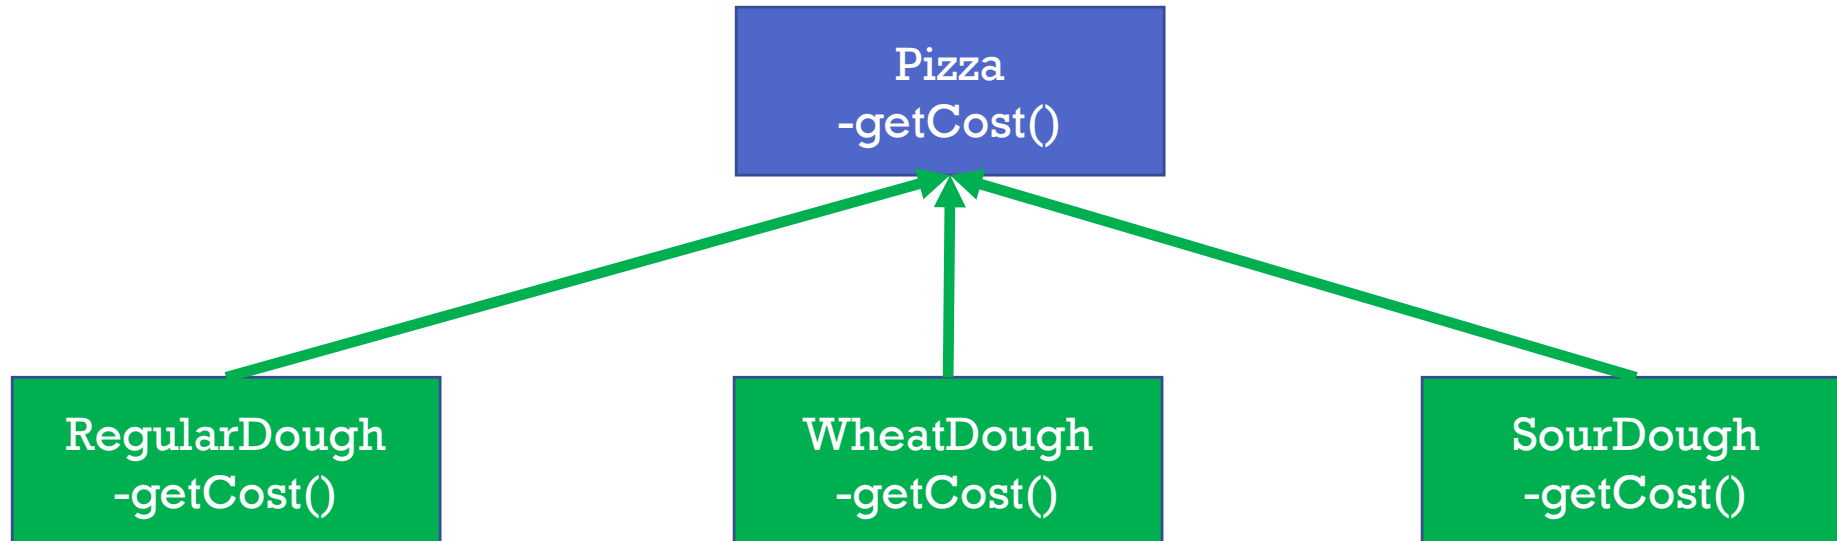 Pizza
-getCost()
RegularDough
-getCost()
WheatDough
-getCost()
SourDough
-getCost()